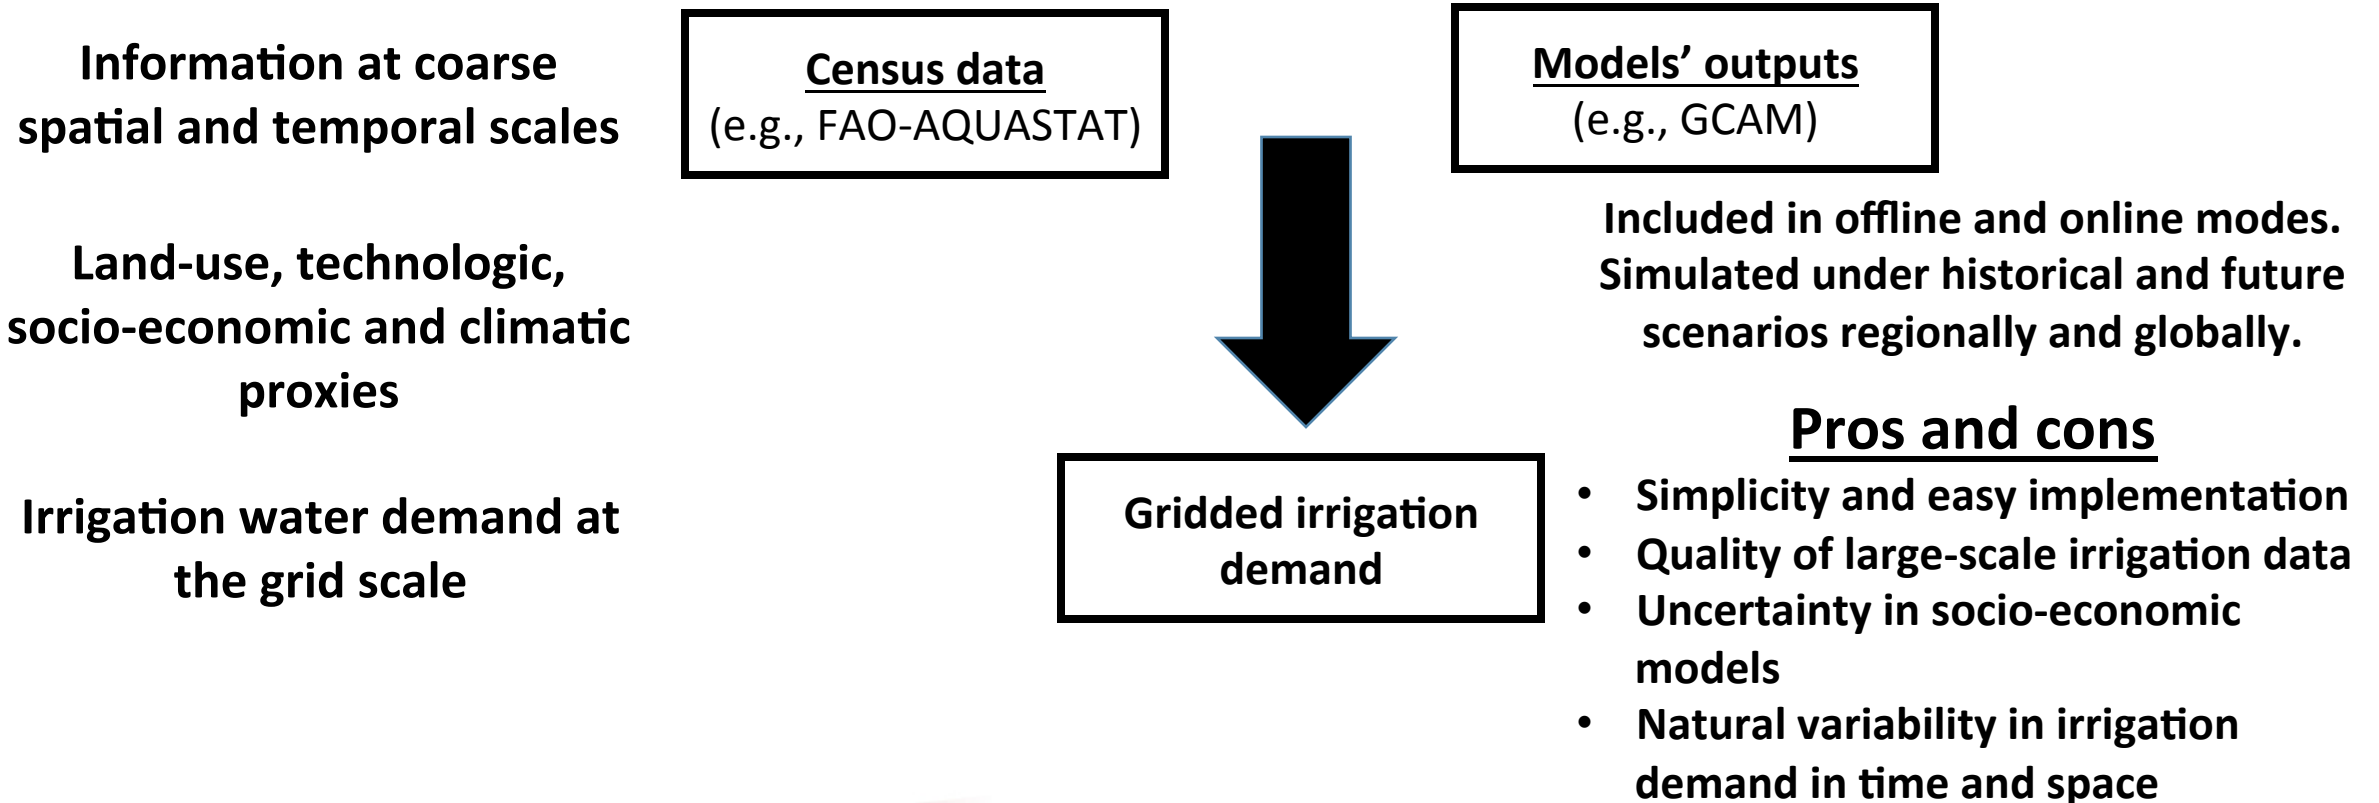 Information at coarse
spatial and temporal scales
Census data
(e.g., FAO-AQUASTAT)
Models’ outputs
(e.g., GCAM)
Land-use, technologic,
socio-economic and climatic
proxies
Included in offline and online modes.
Simulated under historical and future
scenarios regionally and globally.
Irrigation water demand at
the grid scale
Gridded irrigation
demand
Pros and cons
• Simplicity and easy implementation
• Quality of large-scale irrigation data
• Uncertainty in socio-economic
models
• Natural variability in irrigation
demand in time and space